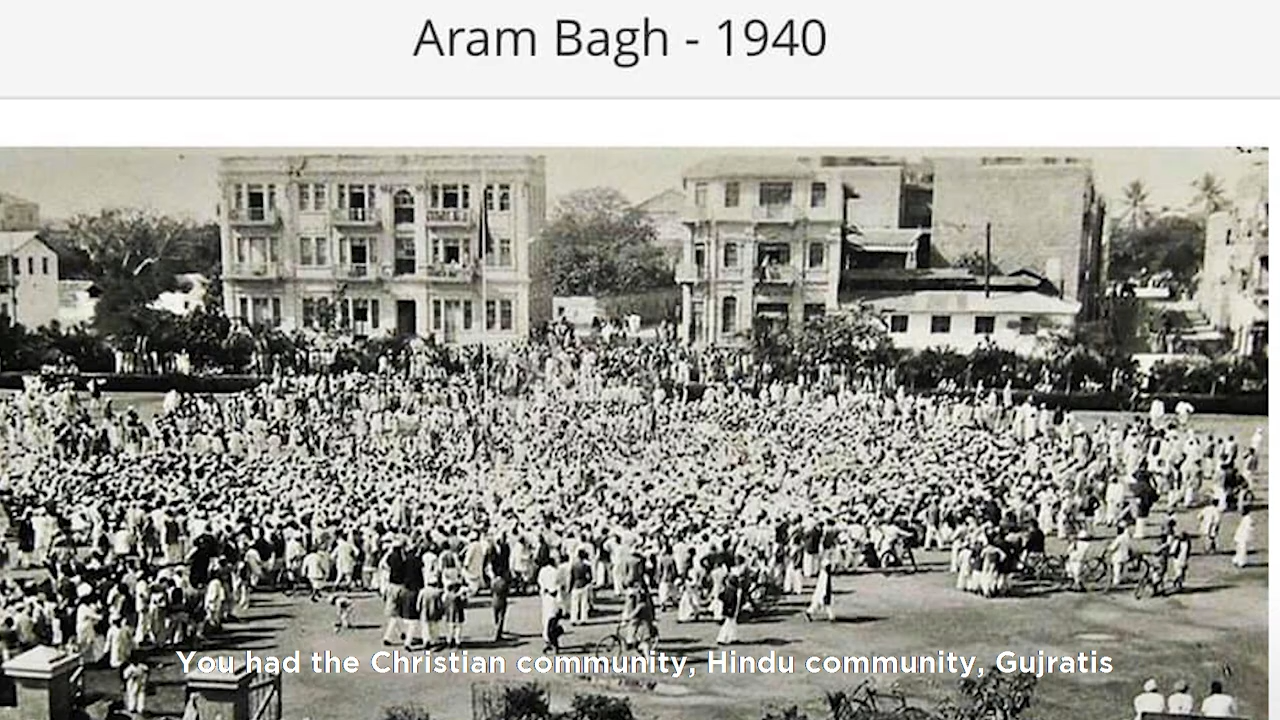 Aram Bagh - 1940
You had the Christian community, Hindu community, Gujratis